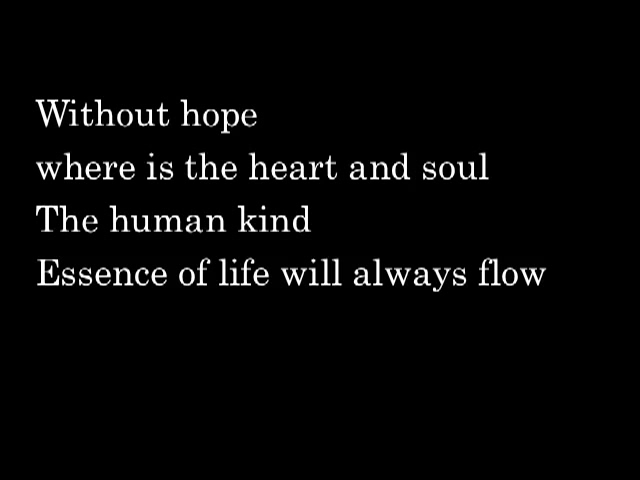 Without hope
where is the heart and soul
The human kind
Essence of life will always flow